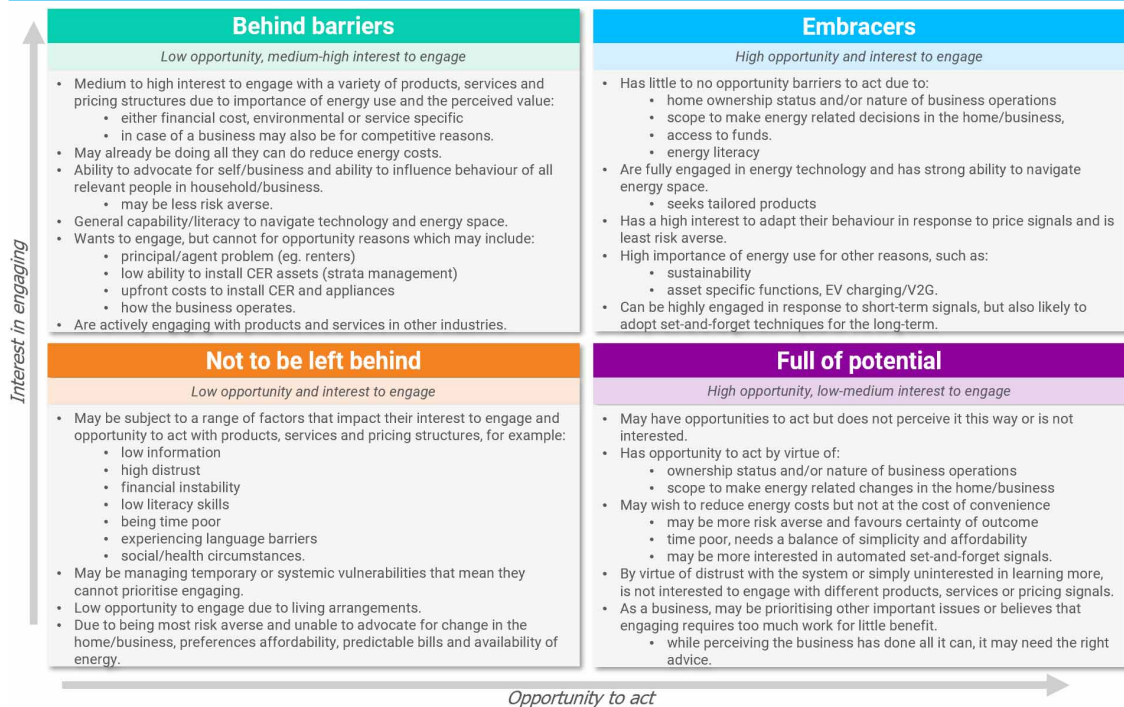 Behind barriers
Low opportunity, medium-high interest to engage
• Medium to high interest to engage with a variety of products, services and
pricing structures due to importance of energy use and the perceived value:
• either financial cost, environmental or service specific
• in case of a business may also be for competitive reasons.
• May already be doing all they can do reduce energy costs.
• Ability to advocate for self/business and ability to influence behaviour of all
relevant people in household/business.
• may be less risk averse.
• General capability/literacy to navigate technology and energy space.
• Wants to engage, but cannot for opportunity reasons which may include:
• principal/agent problem (eg. renters)
• low ability to install CER assets (strata management)
• upfront costs to install CER and appliances
• how the business operates.
• Are actively engaging with products and services in other industries.
Embracers
High opportunity and interest to engage
• Has little to no opportunity barriers to act due to:
• home ownership status and/or nature of business operations
• scope to make energy related decisions in the home/business,
• access to funds.
• energy literacy
• Are fully engaged in energy technology and has strong ability to navigate
energy space.
• seeks tailored products
• Has a high interest to adapt their behaviour in response to price signals and is
least risk averse.
• High importance of energy use for other reasons, such as:
• sustainability
• asset specific functions, EV charging/V2G.
• Can be highly engaged in response to short-term signals, but also likely to
adopt set-and-forget techniques for the long-term.
Interest in engaging
Not to be left behind
Low opportunity and interest to engage
• May be subject to a range of factors that impact their interest to engage and
opportunity to act with products, services and pricing structures, for example:
• low information
• high distrust
• financial instability
• low literacy skills
• being time poor
• experiencing language barriers
• social/health circumstances.
• May be managing temporary or systemic vulnerabilities that mean they
cannot prioritise engaging.
• Low opportunity to engage due to living arrangements.
• Due to being most risk averse and unable to advocate for change in the
home/business, preferences affordability, predictable bills and availability of
energy.
Full of potential
High opportunity, low-medium interest to engage
• May have opportunities to act but does not perceive it this way or is not
interested.
• Has opportunity to act by virtue of:
• ownership status and/or nature of business operations
• scope to make energy related changes in the home/business
• May wish to reduce energy costs but not at the cost of convenience
• may be more risk averse and favours certainty of outcome
• time poor, needs a balance of simplicity and affordability
• may be more interested in automated set-and-forget signals.
• By virtue of distrust with the system or simply uninterested in learning more,
is not interested to engage with different products, services or pricing signals.
• As a business, may be prioritising other important issues or believes that
engaging requires too much work for little benefit.
• while perceiving the business has done all it can, it may need the right
advice.
Opportunity to act